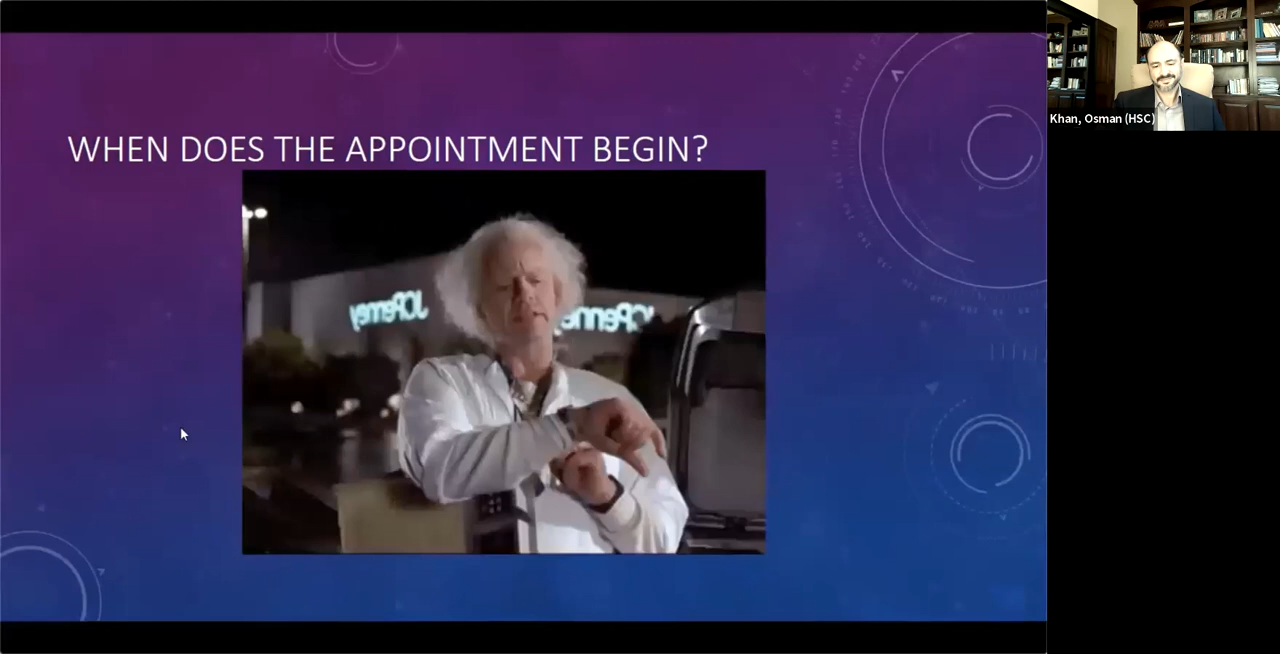 WHEN DOES THE APPOINTMENT BEGIN?
JCPenney
JCPenney
Khan, Osman (HSC)